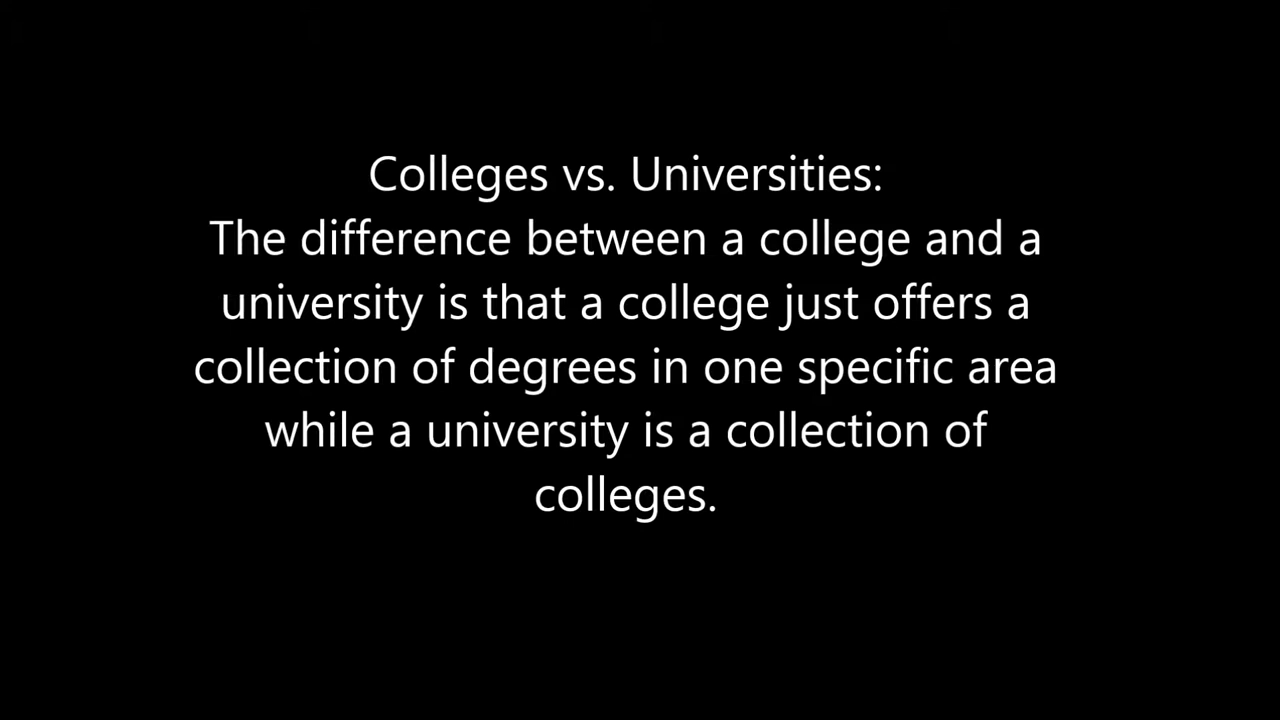 Colleges vs. Universities:
The difference between a college and a
university is that a college just offers a
collection of degrees in one specific area
while a university is a collection of
colleges.